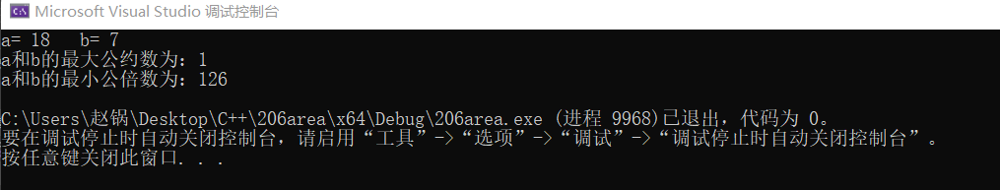 Microsoft Visual Studio 调试控制台
a= 18   b= 7
a和b的最大公约数为：1
a和b的最小公倍数为：126
C:\Users\赵锅\Desktop\C++\206area\x64\Debug\206area.exe (进程 9968)已退出，代码为 0。
要在调试停止时自动关闭控制台，请启用“工具”->“选项”->“调试”->“调试停止时自动关闭控制台”。
按任意键关闭此窗口. . .